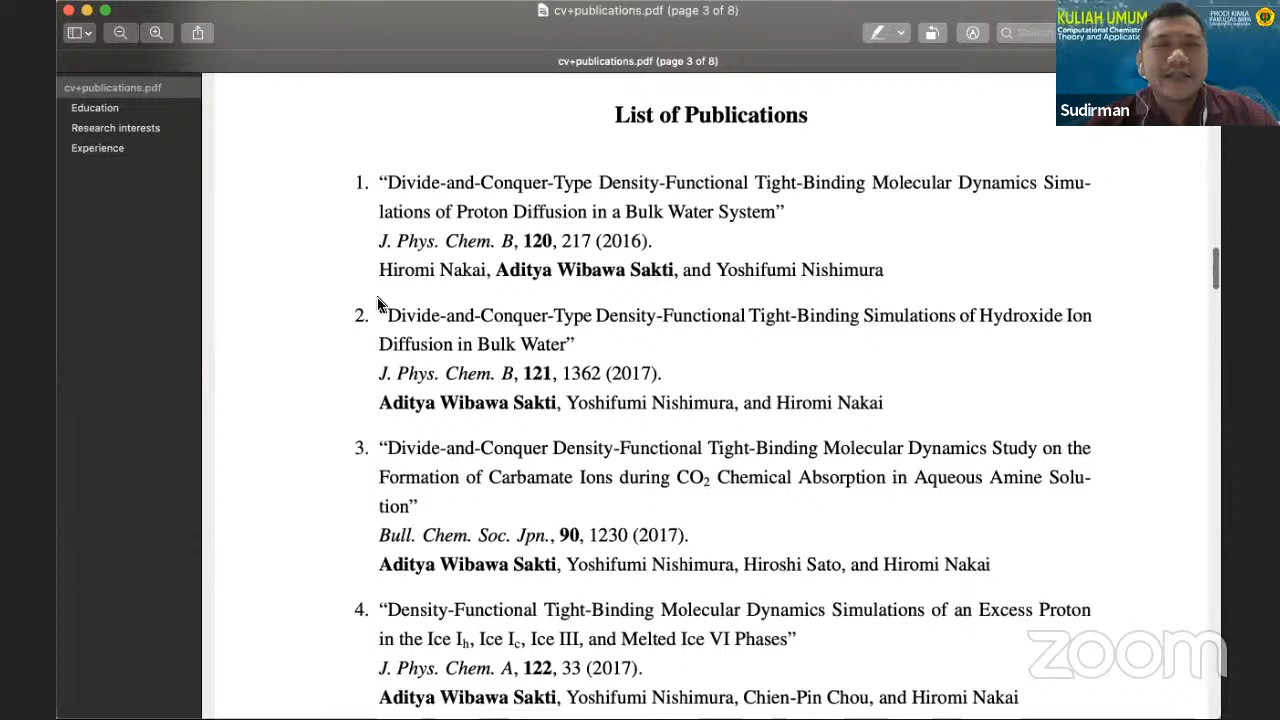 cv+publications.pdf (page 3 of 8)
Search
cv+publications.pdf (page 3 of 8)
cv+publications.pdf
Education
Research interests
Experience
KULIAH UMUM
Computational Chemistry
Theory and Applicatio
PRODI KIMIA
FAKULTAS MIPA
Sudirman
List of Publications
1. “Divide-and-Conquer-Type Density-Functional Tight-Binding Molecular Dynamics Simu-
lations of Proton Diffusion in a Bulk Water System”
J. Phys. Chem. B, 120, 217 (2016).
Hiromi Nakai, Aditya Wibawa Sakti, and Yoshifumi Nishimura
2. “Divide-and-Conquer-Type Density-Functional Tight-Binding Simulations of Hydroxide Ion
Diffusion in Bulk Water”
J. Phys. Chem. B, 121, 1362 (2017).
Aditya Wibawa Sakti, Yoshifumi Nishimura, and Hiromi Nakai
3. “Divide-and-Conquer Density-Functional Tight-Binding Molecular Dynamics Study on the
Formation of Carbamate Ions during CO₂ Chemical Absorption in Aqueous Amine Solu-
tion”
Bull. Chem. Soc. Jpn., 90, 1230 (2017).
Aditya Wibawa Sakti, Yoshifumi Nishimura, Hiroshi Sato, and Hiromi Nakai
4. “Density-Functional Tight-Binding Molecular Dynamics Simulations of an Excess Proton
in the Ice Iₕ, Ice I_c, Ice III, and Melted Ice VI Phases”
J. Phys. Chem. A, 122, 33 (2017).
Aditya Wibawa Sakti, Yoshifumi Nishimura, Chien-Pin Chou, and Hiromi Nakai
zoom